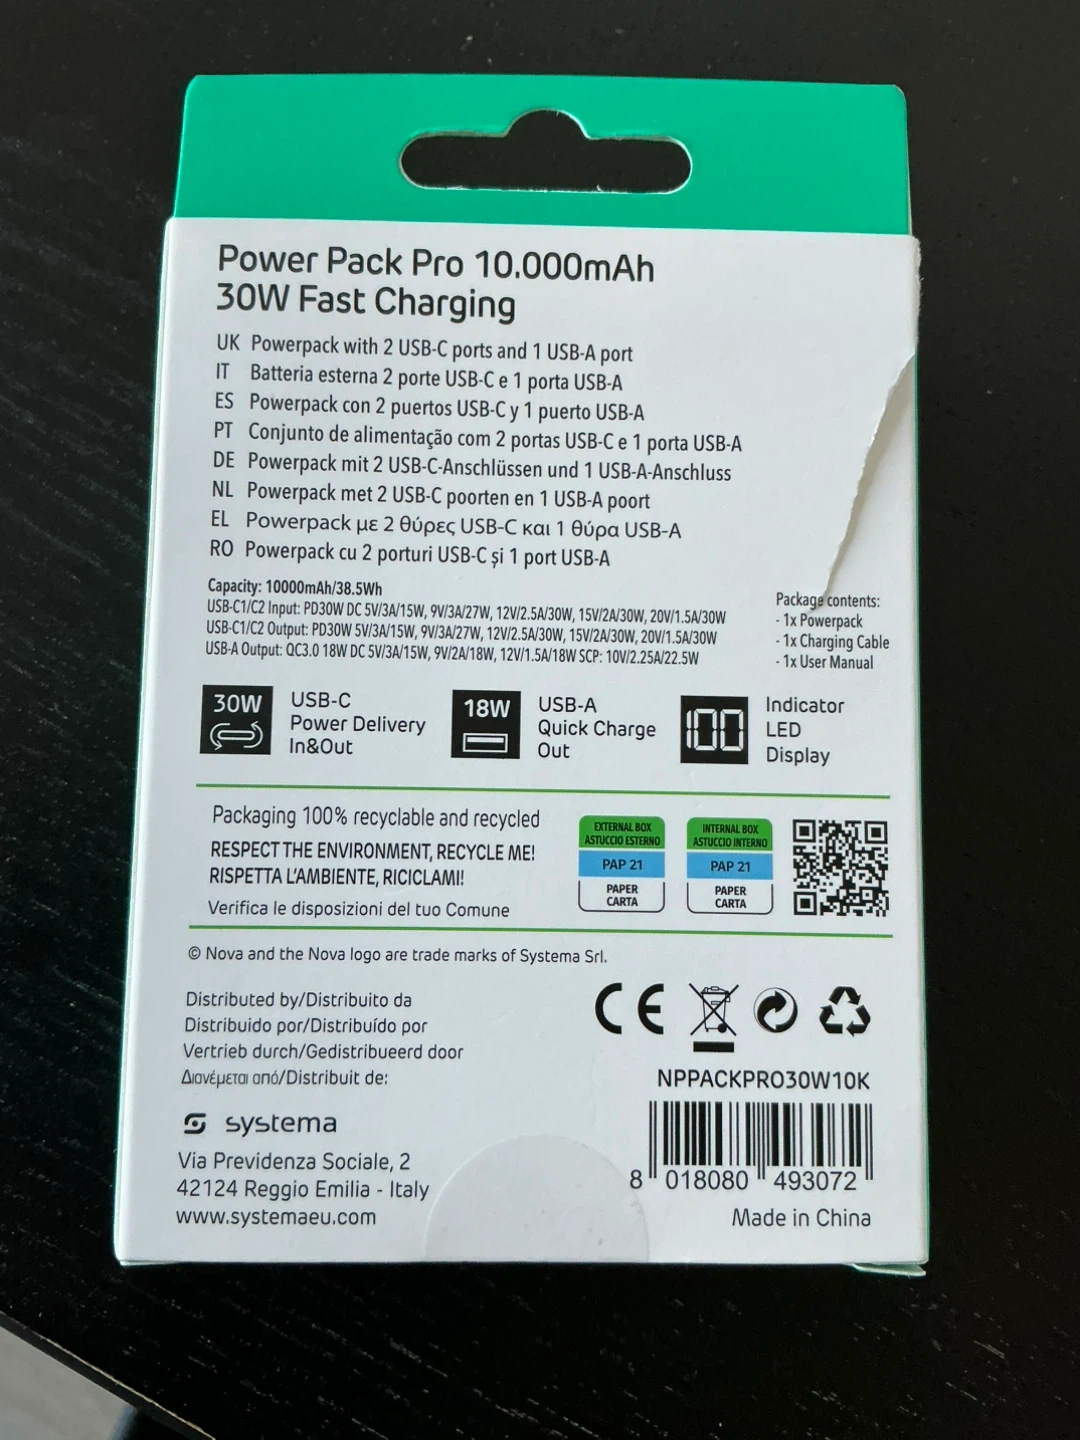 Power Pack Pro 10.000mAh
30W Fast Charging
UK Powerpack with 2 USB-C ports and 1 USB-A port
IT Batteria esterna 2 porte USB-C e 1 porta USB-A
ES Powerpack con 2 puertos USB-C y 1 puerto USB-A
PT Conjunto de alimentação com 2 portas USB-C e 1 porta USB-A
DE Powerpack mit 2 USB-C-Anschlüssen und 1 USB-A-Anschluss
NL Powerpack met 2 USB-C poorten en 1 USB-A poort
EL Powerpack με 2 θύρες USB-C και 1 θύρα USB-A
RO Powerpack cu 2 porturi USB-C și 1 port USB-A
Capacity: 10000mAh/38.5Wh
USB-C1/C2 Input: PD30W DC 5V/3A/15W, 9V/3A/27W, 12V/2.5A/30W, 15V/2A/30W, 20V/1.5A/30W
USB-C1/C2 Output: PD30W 5V/3A/15W, 9V/3A/27W, 12V/2.5A/30W, 15V/2A/30W, 20V/1.5A/30W
USB-A Output: QC3.0 18W DC 5V/3A/15W, 9V/2A/18W, 12V/1.5A/18W SCP: 10V/2.25A/22.5W
Package contents:
- 1x Powerpack
- 1x Charging Cable
- 1x User Manual
30W
USB-C
Power Delivery
In&Out
18W
USB-A
Quick Charge
Out
100
Indicator
LED
Display
Packaging 100% recyclable and recycled
RESPECT THE ENVIRONMENT, RECYCLE ME!
RISPETTA L'AMBIENTE, RICICLAMI!
Verifica le disposizioni del tuo Comune
EXTERNAL BOX
ASTUCCIO ESTERNO
PAP 21
PAPER
CARTA
INTERNAL BOX
ASTUCCIO INTERNO
PAP 21
PAPER
CARTA
© Nova and the Nova logo are trade marks of Systema Srl.
Distributed by/Distribuito da
Distribuido por/Distribuído por
Vertrieb durch/Gedistribueerd door
Διανέμεται από/Distribuit de:
systema
Via Previdenza Sociale, 2
42124 Reggio Emilia - Italy
www.systemaeu.com
CE
NPPACKPRO30W10K
8 018080 493072
Made in China